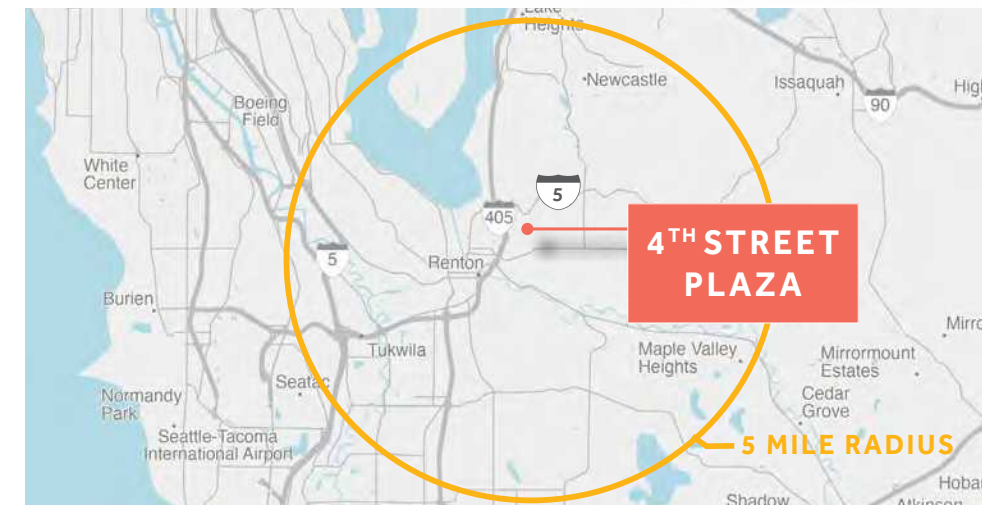 Lake
Heights
Newcastle
Issaquah
High
90
Boeing
Field
White
Center
5
405
4TH STREET
PLAZA
5
Renton
Burien
Mirro
Tukwila
Maple Valley
Heights
Mirrormount
Estates
Seatac
Normandy
Park
Cedar
Grove
Seattle-Tacoma
International Airport
5 MILE RADIUS
Hobar
Shadow
Atkinson